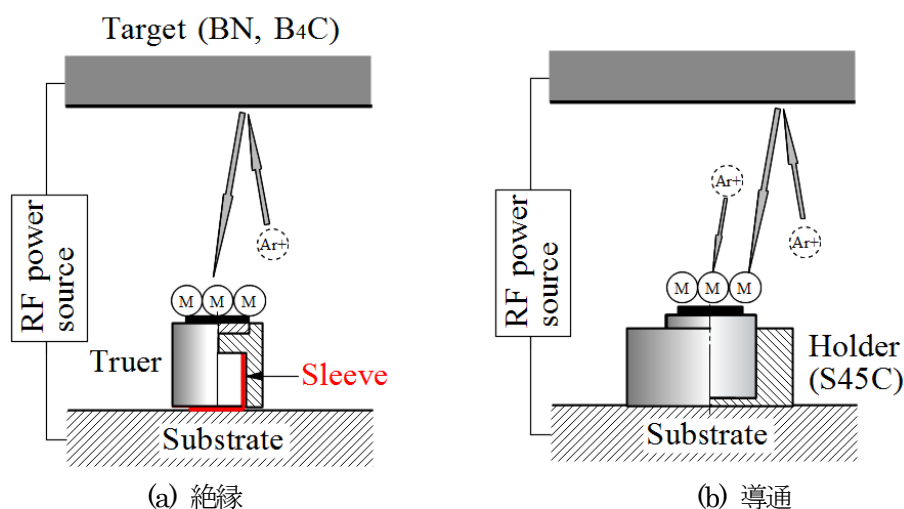 Target (BN, B₄C)
RF power
source
Ar+
M M M
Truer
Sleeve
Substrate
(a) 絶縁
RF power
source
Ar+
Ar+
M M M
Holder
(S45C)
Substrate
(b) 導通